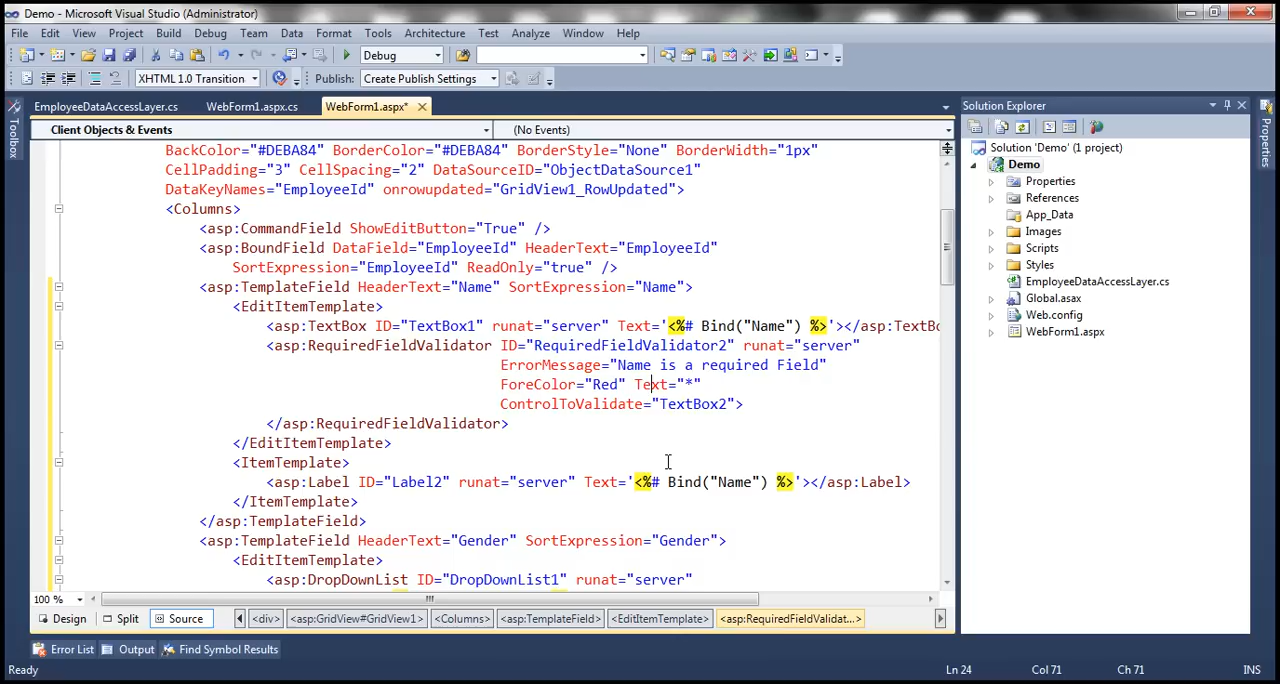 Demo - Microsoft Visual Studio (Administrator)
File Edit View Project Build Debug Team Data Format Tools Architecture Test Analyze Window Help
Debug
XHTML 1.0 Transition Publish: Create Publish Settings
EmployeeDataAccessLayer.cs WebForm1.aspx.cs WebForm1.aspx*
Client Objects & Events (No Events)
BackColor="#DEBA84" BorderColor="#DEBA84" BorderStyle="None" BorderWidth="1px"
CellPadding="3" CellSpacing="2" DataSourceID="ObjectDataSource1"
DataKeyNames="EmployeeId" onrowupdated="GridView1_RowUpdated">
<Columns>
<asp:CommandField ShowEditButton="True" />
<asp:BoundField DataField="EmployeeId" HeaderText="EmployeeId"
SortExpression="EmployeeId" ReadOnly="true" />
<asp:TemplateField HeaderText="Name" SortExpression="Name">
<EditItemTemplate>
<asp:TextBox ID="TextBox1" runat="server" Text='<%# Bind("Name") %>'></asp:TextBo
<asp:RequiredFieldValidator ID="RequiredFieldValidator2" runat="server"
ErrorMessage="Name is a required Field"
ForeColor="Red" Text="*"
ControlToValidate="TextBox2">
</asp:RequiredFieldValidator>
</EditItemTemplate>
<ItemTemplate>
<asp:Label ID="Label2" runat="server" Text='<%# Bind("Name") %>'></asp:Label>
</ItemTemplate>
</asp:TemplateField>
<asp:TemplateField HeaderText="Gender" SortExpression="Gender">
<EditItemTemplate>
<asp:DropDownList ID="DropDownList1" runat="server"
100 %
Design Split Source <div> <asp:GridView#GridView1> <Columns> <asp:TemplateField> <EditItemTemplate> <asp:RequiredFieldValidat...>
Error List Output Find Symbol Results
Ready Ln 24 Col 71 Ch 71 INS
Toolbox
Solution Explorer
Solution 'Demo' (1 project)
Demo
Properties
References
App_Data
Images
Scripts
Styles
EmployeeDataAccessLayer.cs
Global.asax
Web.config
WebForm1.aspx
Properties